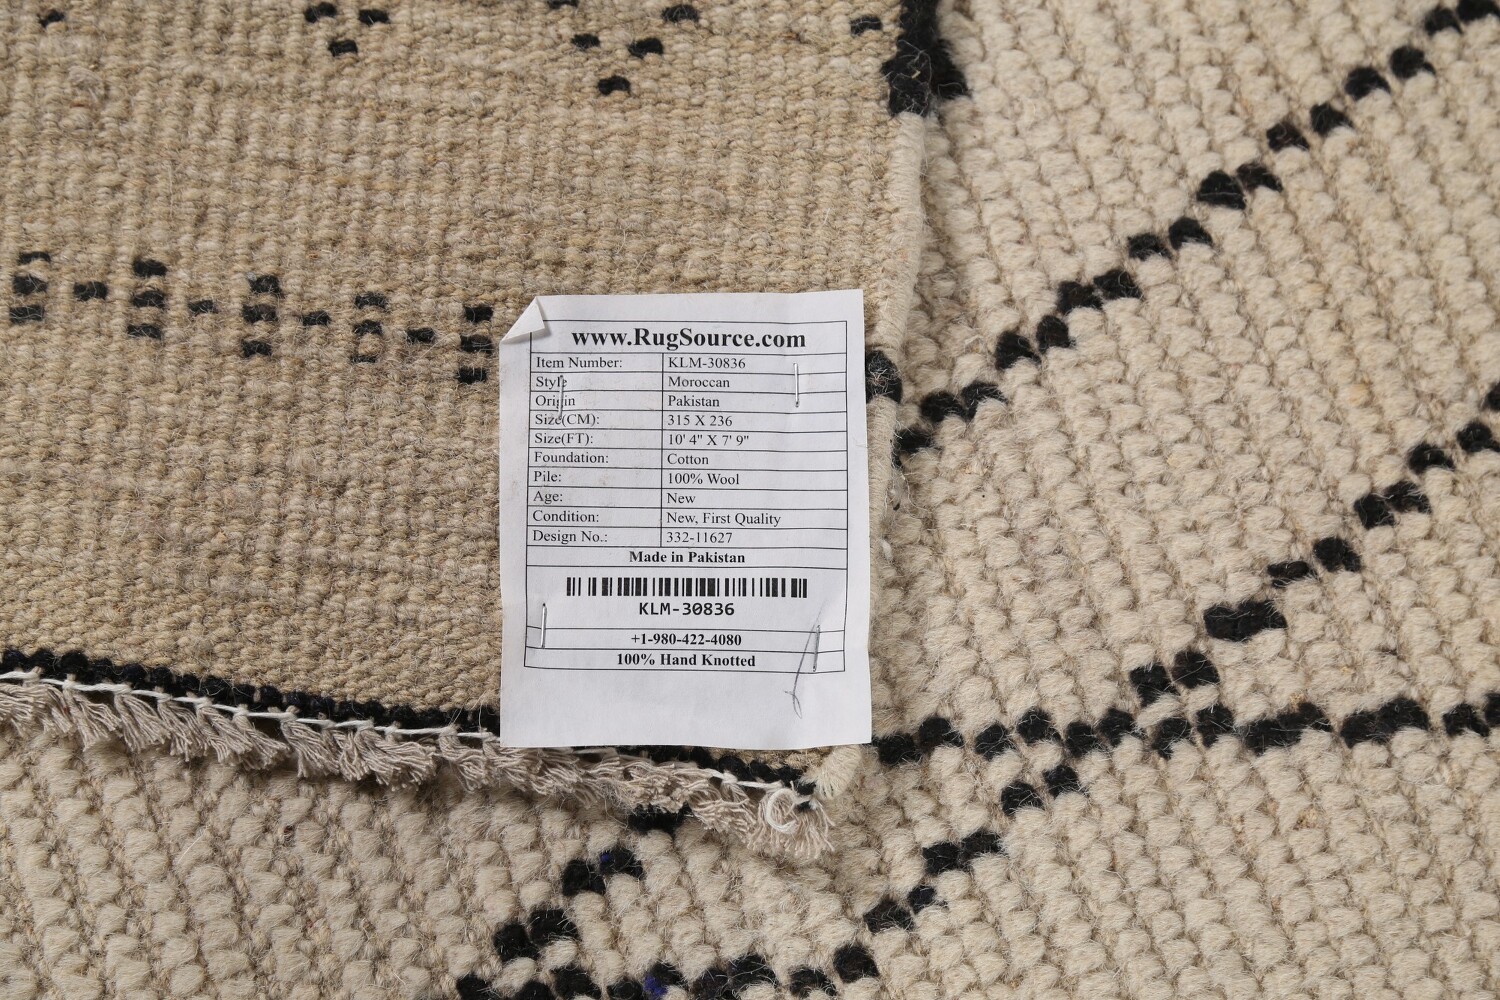 www.RugSource.com
Item Number: KLM-30836
Style Moroccan
Origin Pakistan
Size(CM): 315 X 236
Size(FT): 10' 4" X 7' 9"
Foundation: Cotton
Pile: 100% Wool
Age: New
Condition: New, First Quality
Design No.: 332-11627
Made in Pakistan
KLM-30836
+1-980-422-4080
100% Hand Knotted